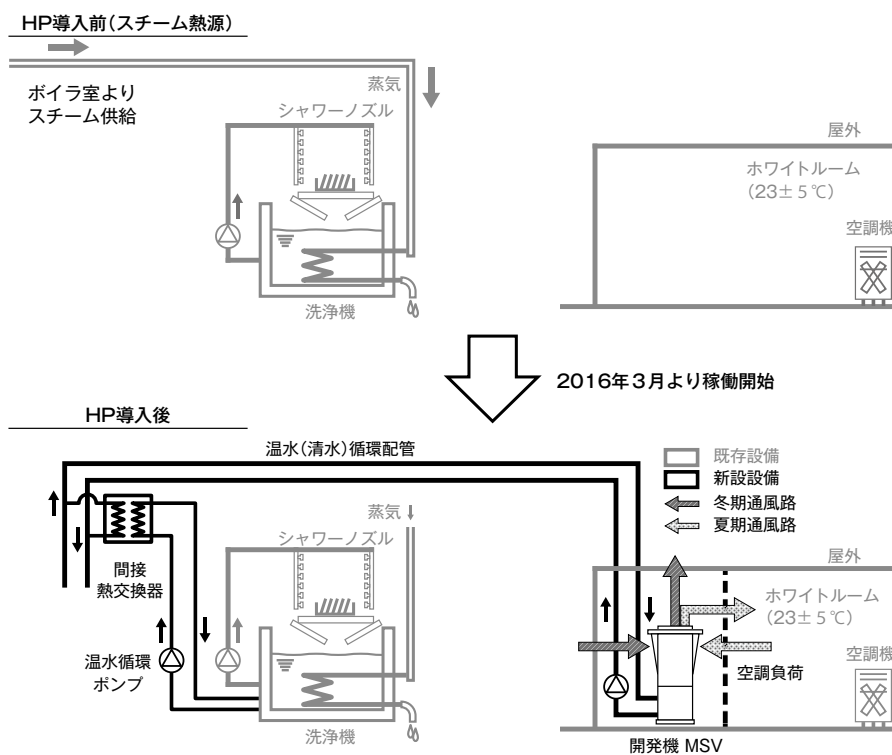 HP導入前(スチーム熱源)
ボイラ室より
スチーム供給
蒸気
シャワーノズル
洗浄機
屋外
ホワイトルーム
(23±5℃)
空調機
2016年3月より稼働開始
HP導入後
温水(清水)循環配管
既存設備
新設設備
冬期通風路
夏期通風路
蒸気
シャワーノズル
間接
熱交換器
温水循環
ポンプ
洗浄機
屋外
ホワイトルーム
(23±5℃)
空調機
空調負荷
開発機 MSV